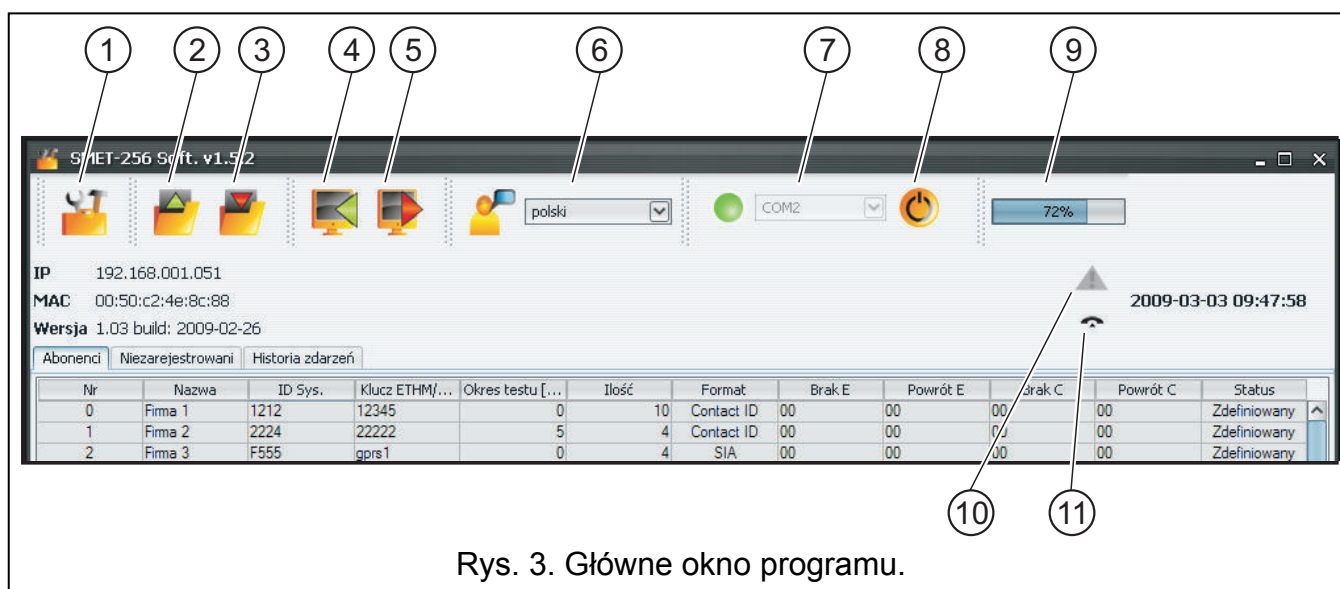 1 2 3 4 5 6 7 8 9
SMET-256 Soft. v1.5.2
polski COM2 72%
IP 192.168.001.051
MAC 00:50:c2:4e:8c:88
2009-03-03 09:47:58
Wersja 1.03 build: 2009-02-26
Abonenci Niezarejestrowani Historia zdarzeń
Nr Nazwa ID Sys. Klucz ETHM/... Okres testu [... Ilość Format Brak E Powrót E Brak C Powrót C Status
0 Firma 1 1212 12345 0 10 Contact ID 00 00 00 00 Zdefiniowany
1 Firma 2 2224 22222 5 4 Contact ID 00 00 00 00 Zdefiniowany
2 Firma 3 F555 gprs1 0 4 SIA 00 00 00 00 Zdefiniowany
10 11
Rys. 3. Główne okno programu.